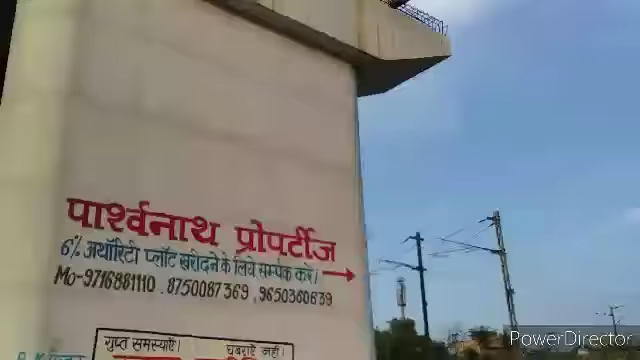 पार्श्वनाथ प्रोपर्टीज
6% अथॉरिटी प्लॉट खरीदने के लिये सम्पर्क करें।
Mo-9716881110 , 8750087369 , 9650360639
गुप्त समस्याऐं। घबराऐं नहीं।
PowerDirector